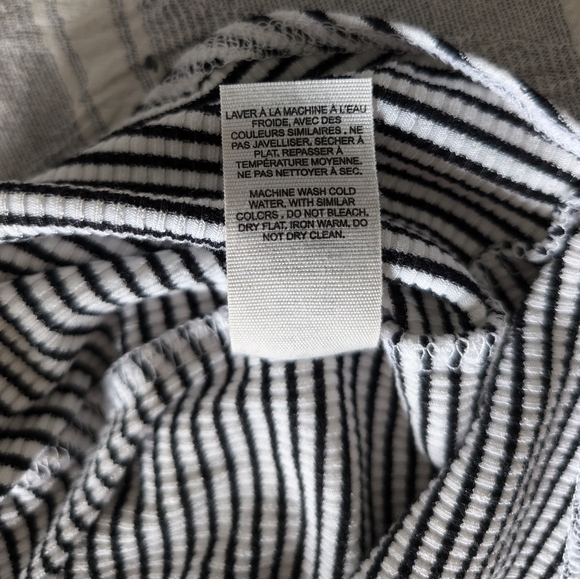 LAVER À LA MACHINE À L'EAU
FROIDE, AVEC DES
COULEURS SIMILAIRES . NE
PAS JAVELLISER, SÉCHER À
PLAT, REPASSER À
TEMPÉRATURE MOYENNE.
NE PAS NETTOYER À SEC.
MACHINE WASH COLD
WATER, WITH SIMILAR
COLORS . DO NOT BLEACH.
DRY FLAT, IRON WARM, DO
NOT DRY CLEAN.